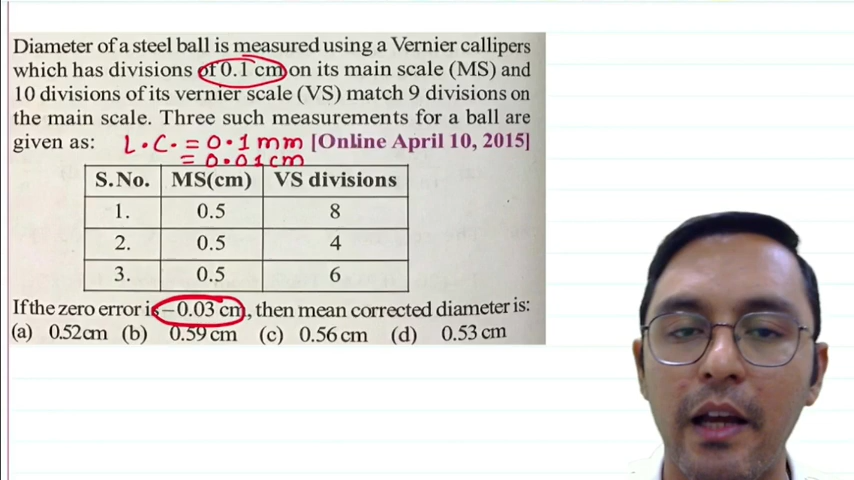 Diameter of a steel ball is measured using a Vernier callipers
which has divisions of 0.1 cm on its main scale (MS) and
10 divisions of its vernier scale (VS) match 9 divisions on
the main scale. Three such measurements for a ball are
given as: L.C. = 0.1 mm [Online April 10, 2015]
= 0.01 cm
S.No. MS(cm) VS divisions
1. 0.5 8
2. 0.5 4
3. 0.5 6
If the zero error is –0.03 cm, then mean corrected diameter is:
(a) 0.52cm (b) 0.59 cm (c) 0.56 cm (d) 0.53 cm